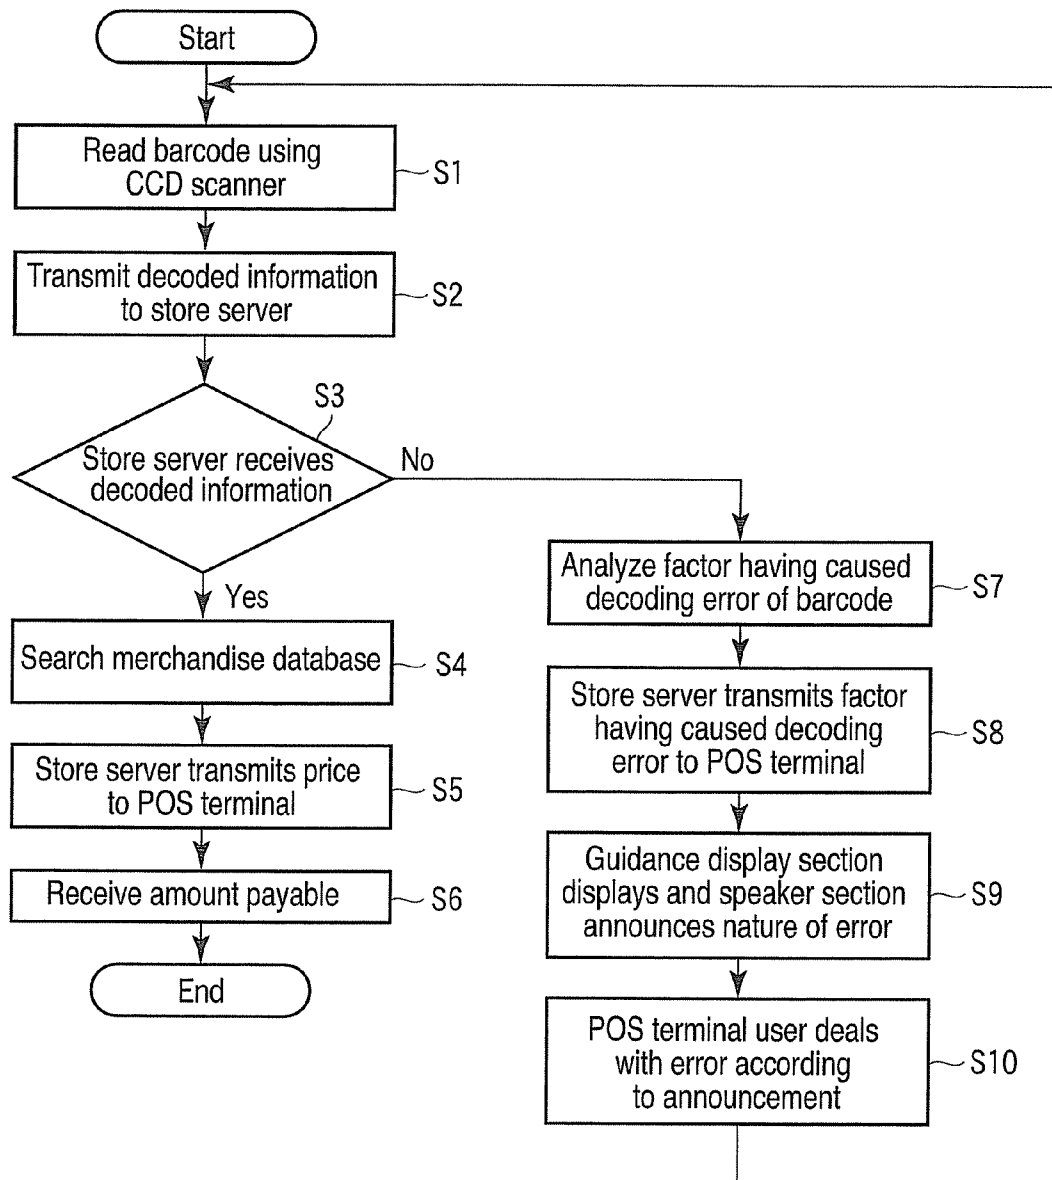 Start
Read barcode using
CCD scanner
S1
Transmit decoded information
to store server
S2
S3
Store server receives
decoded information
No
Yes
Search merchandise database
S4
Store server transmits price
to POS terminal
S5
Receive amount payable
S6
End
Analyze factor having caused
decoding error of barcode
S7
Store server transmits factor
having caused decoding
error to POS terminal
S8
Guidance display section
displays and speaker section
announces nature of error
S9
POS terminal user deals
with error according
to announcement
S10